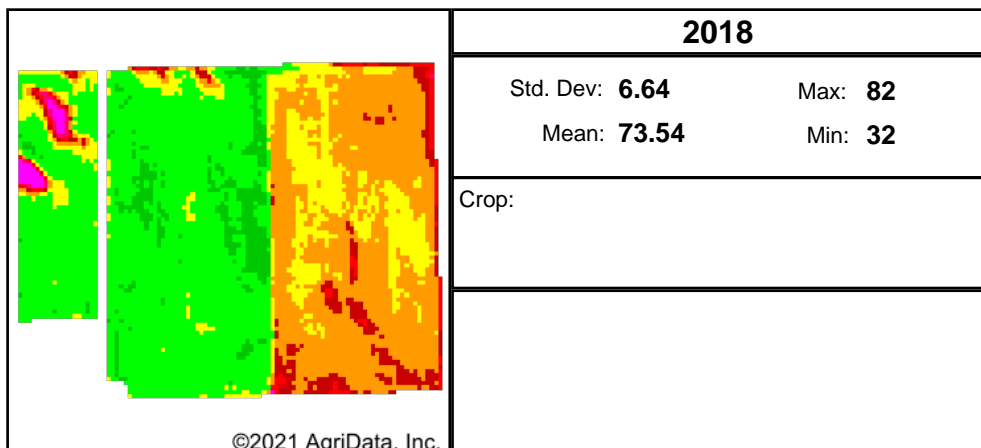 2018
Std. Dev: 6.64 Max: 82
Mean: 73.54 Min: 32
Crop:
©2021 AgriData, Inc.